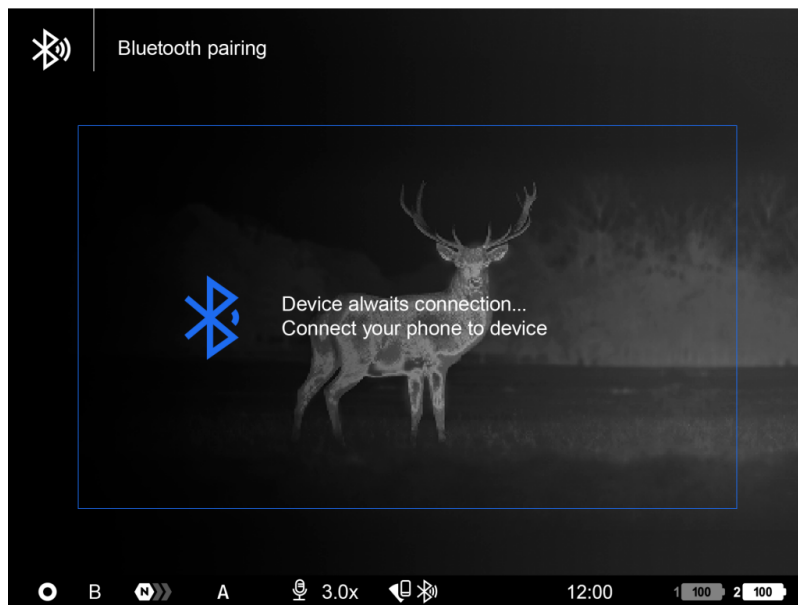 Bluetooth pairing
Device alwaits connection...
Connect your phone to device
B N A 3.0x 12:00 1 100 2 100